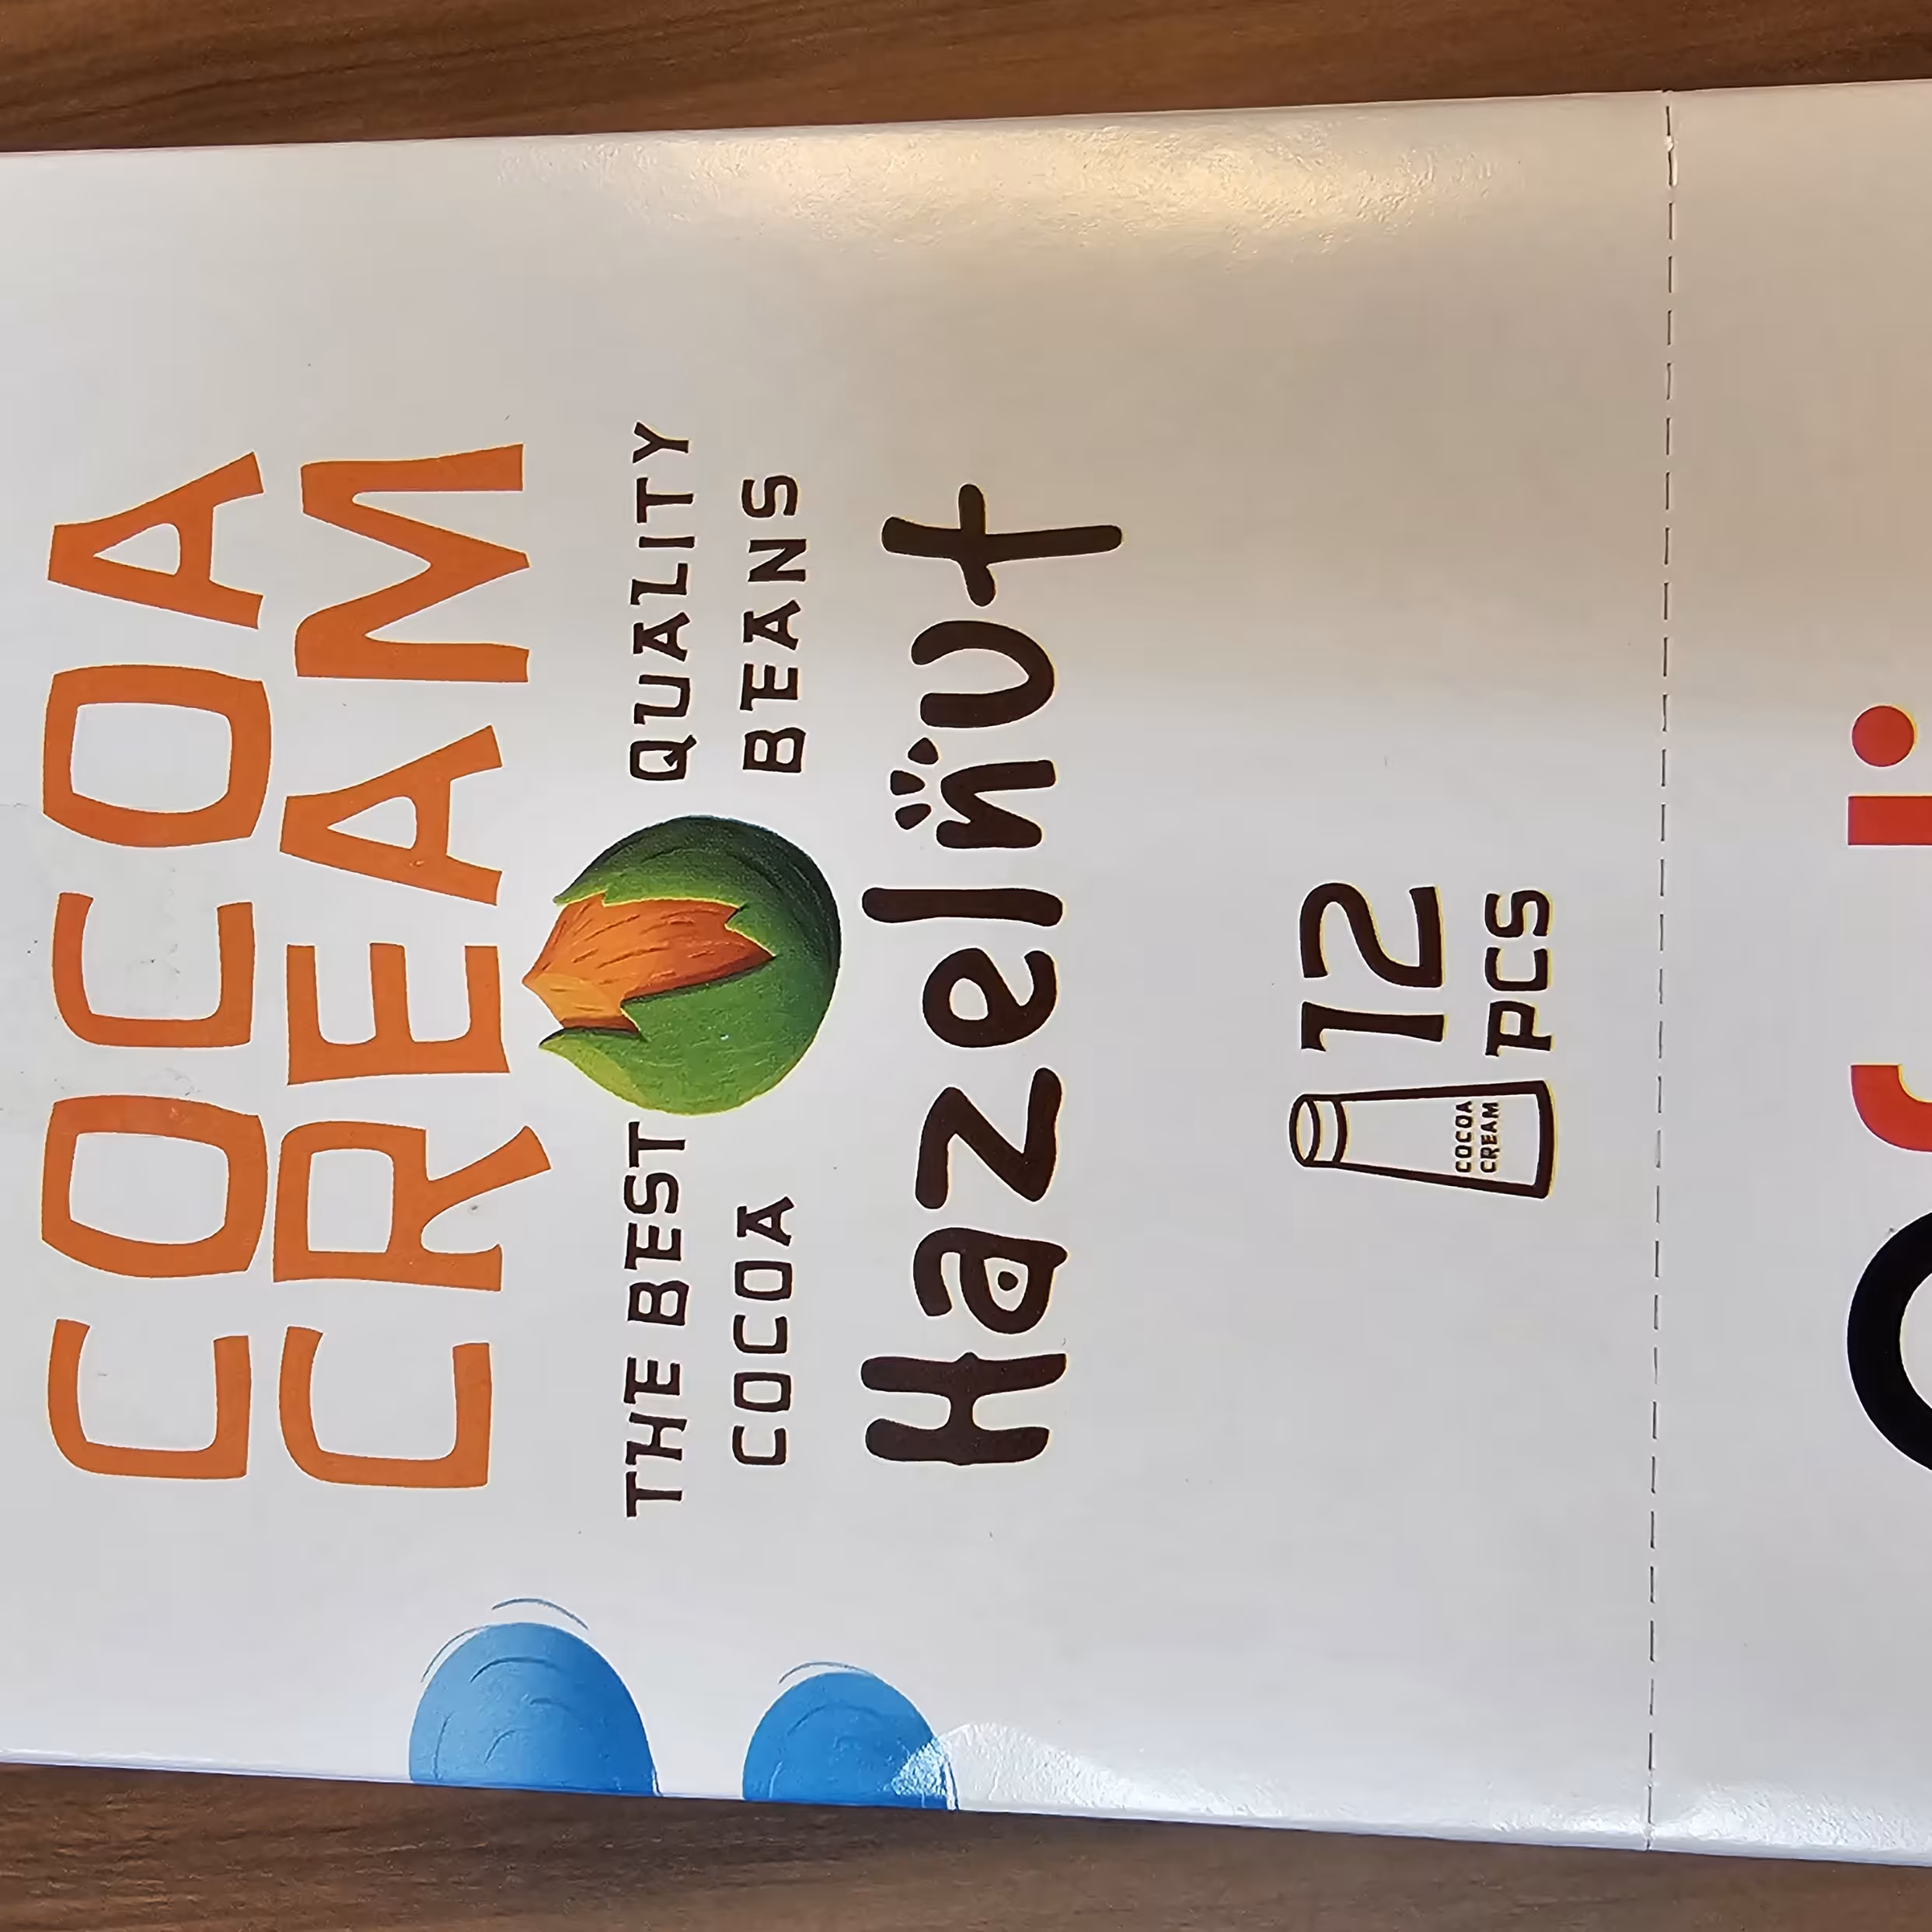 COCOA
CREAM
THE BEST QUALITY
COCOA BEANS
Hazelnut
12
PCS
COCOA
CREAM